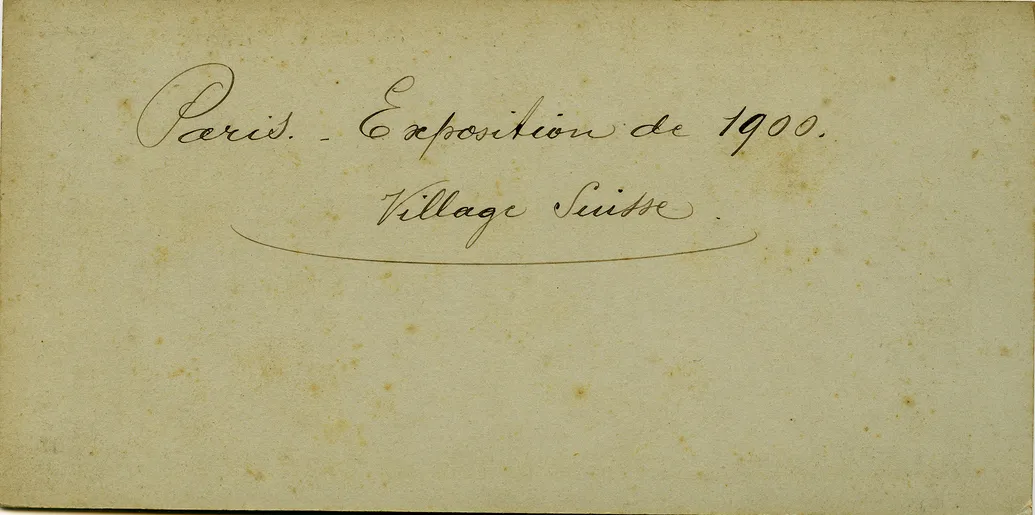 Paris. - Exposition de 1900.
Village Suisse.